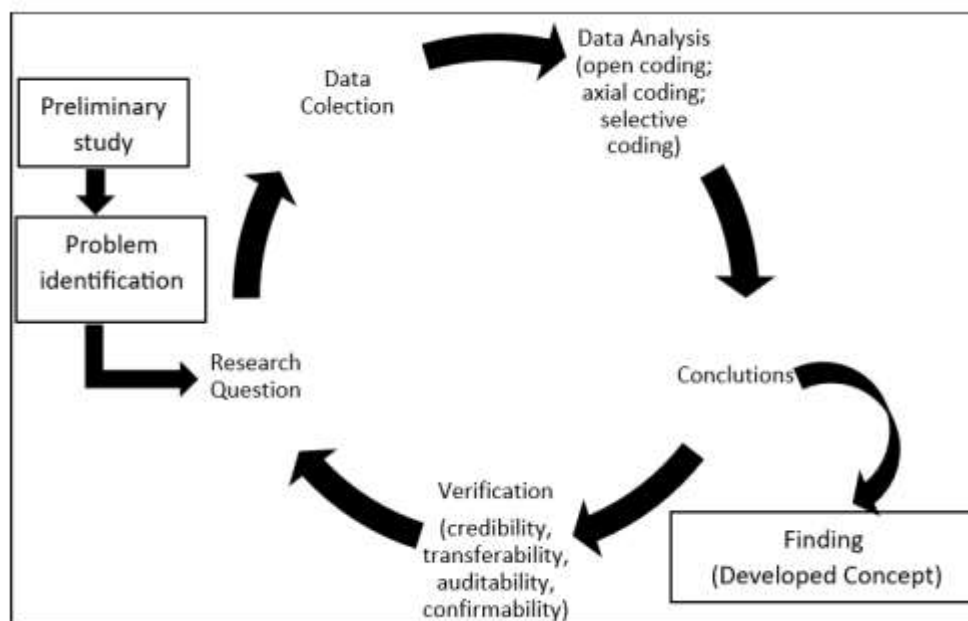 Preliminary
study
Problem
identification
Research
Question
Data
Colection
Data Analysis
(open coding;
axial coding;
selective
coding)
Conclutions
Verification
(credibility,
transferability,
auditability,
confirmability)
Finding
(Developed Concept)